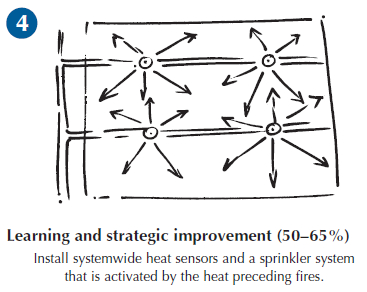 4
Learning and strategic improvement (50–65%)
Install systemwide heat sensors and a sprinkler system
that is activated by the heat preceding fires.